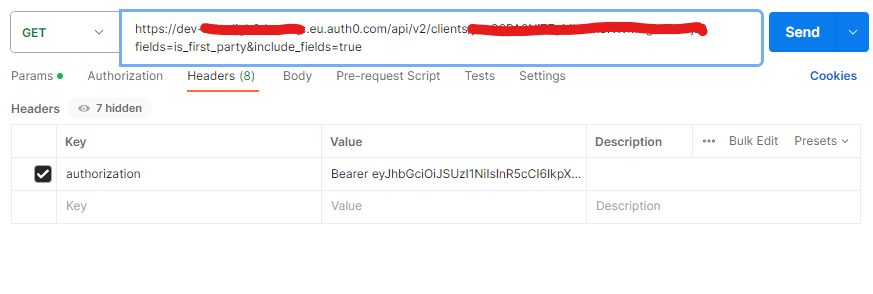 GET
https://dev-
.eu.auth0.com/api/v2/clients
fields=is_first_party&include_fields=true
Send
Params
Authorization
Headers (8)
Body
Pre-request Script
Tests
Settings
Cookies
Headers
7 hidden
Key Value Description ••• Bulk Edit Presets
authorization Bearer eyJhbGciOiJSUzI1NiIsInR5cCI6IkpX...
Key Value Description